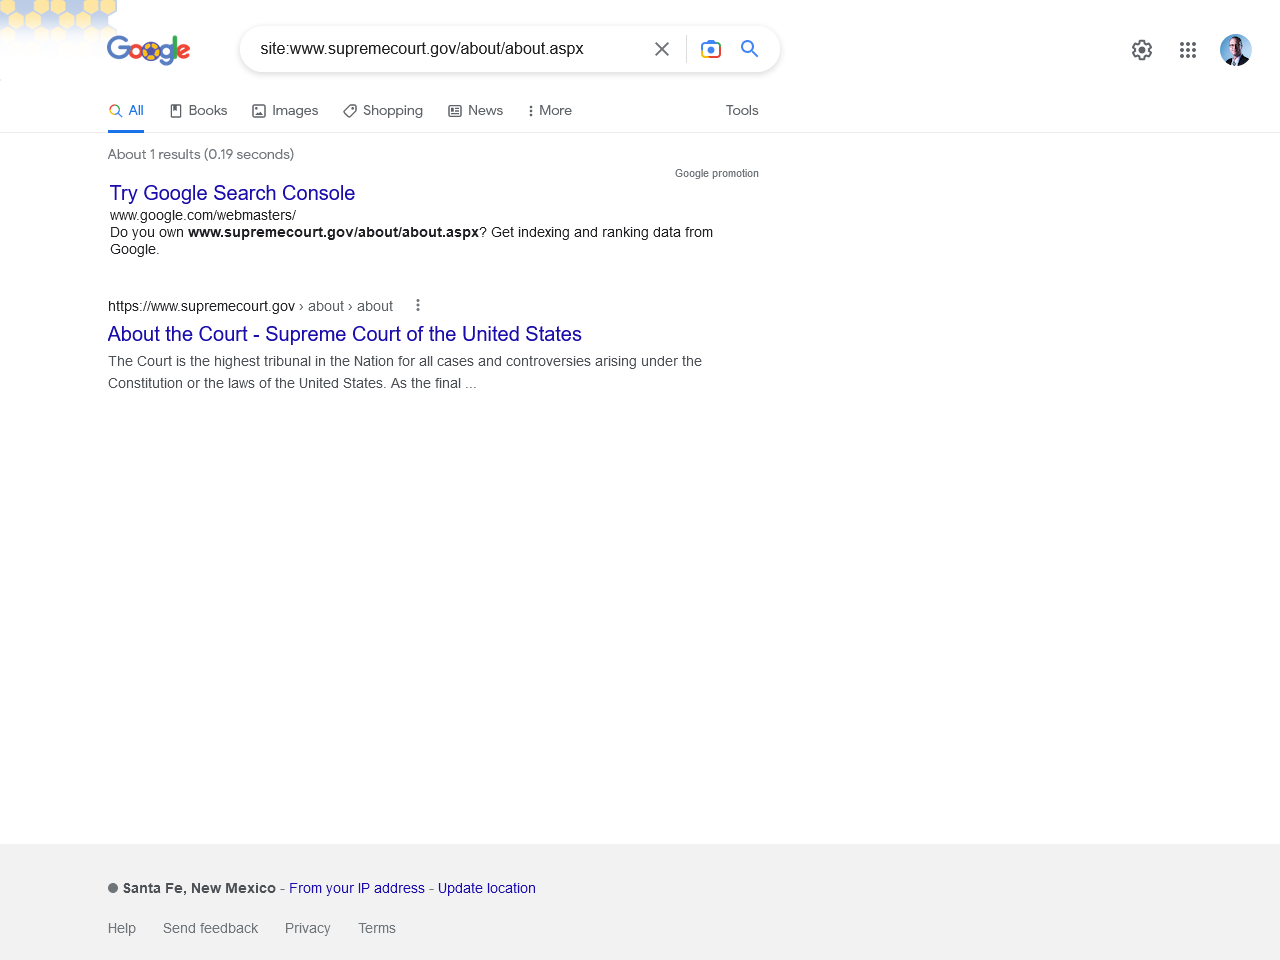 Google
site:www.supremecourt.gov/about/about.aspx
All Books Images Shopping News More Tools
About 1 results (0.19 seconds)
Google promotion
Try Google Search Console
www.google.com/webmasters/
Do you own www.supremecourt.gov/about/about.aspx? Get indexing and ranking data from
Google.
https://www.supremecourt.gov › about › about
About the Court - Supreme Court of the United States
The Court is the highest tribunal in the Nation for all cases and controversies arising under the
Constitution or the laws of the United States. As the final ...
Santa Fe, New Mexico - From your IP address - Update location
Help Send feedback Privacy Terms